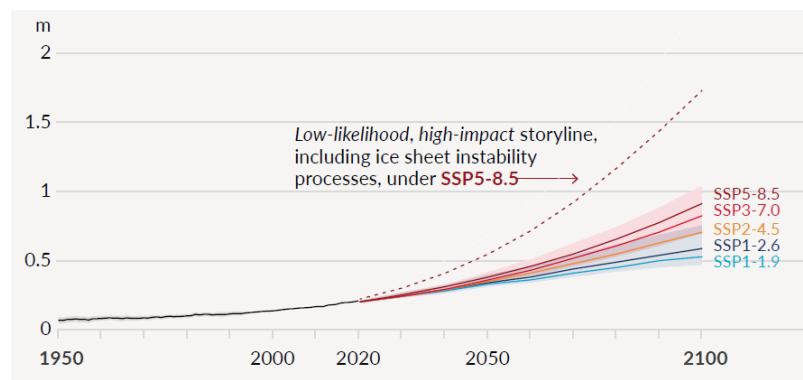 m
2
1.5
Low-likelihood, high-impact storyline,
including ice sheet instability
processes, under SSP5-8.5
1
SSP5-8.5
SSP3-7.0
SSP2-4.5
SSP1-2.6
SSP1-1.9
0.5
0
1950 2000 2020 2050 2100